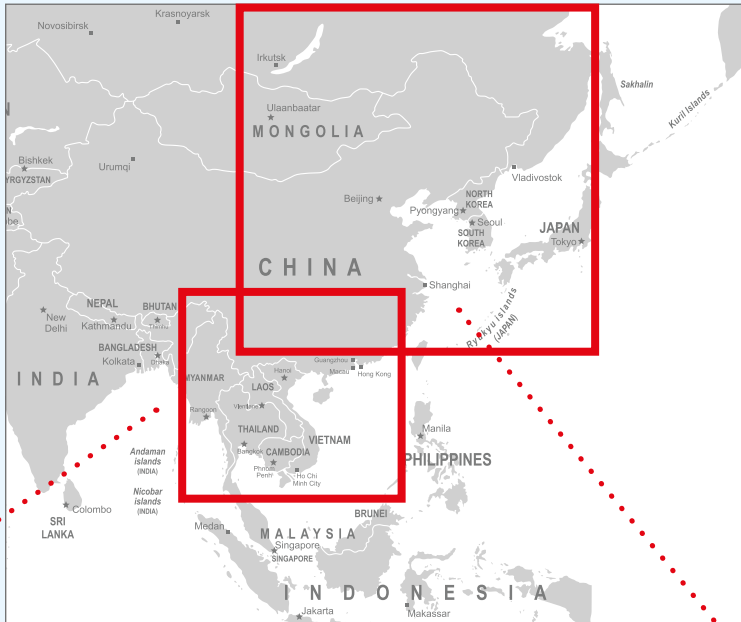 Krasnoyarsk
Novosibirsk
Irkutsk
Sakhalin
Kuril Islands
Ulaanbaatar
MONGOLIA
Bishkek
YRGYZSTAN
Urumqi
Vladivostok
Beijing
NORTH
KOREA
Pyongyang
Seoul
SOUTH
KOREA
JAPAN
Tokyo
CHINA
Shanghai
Ryukyu Islands
(JAPAN)
NEPAL
BHUTAN
Thimbu
New
Delhi
Kathmandu
BANGLADESH
Dhaka
Kolkata
INDIA
Guangzhou
Macau
Hong Kong
Hanoi
MYANMAR
LAOS
Vientiane
Rangoon
THAILAND
VIETNAM
Bangkok
CAMBODIA
Phnom
Penh
Ho Chi
Minh City
Manila
PHILIPPINES
Andaman
islands
(INDIA)
Nicobar
islands
(INDIA)
Colombo
SRI
LANKA
Medan
BRUNEI
MALAYSIA
Singapore
SINGAPORE
INDONESIA
Jakarta
Makassar